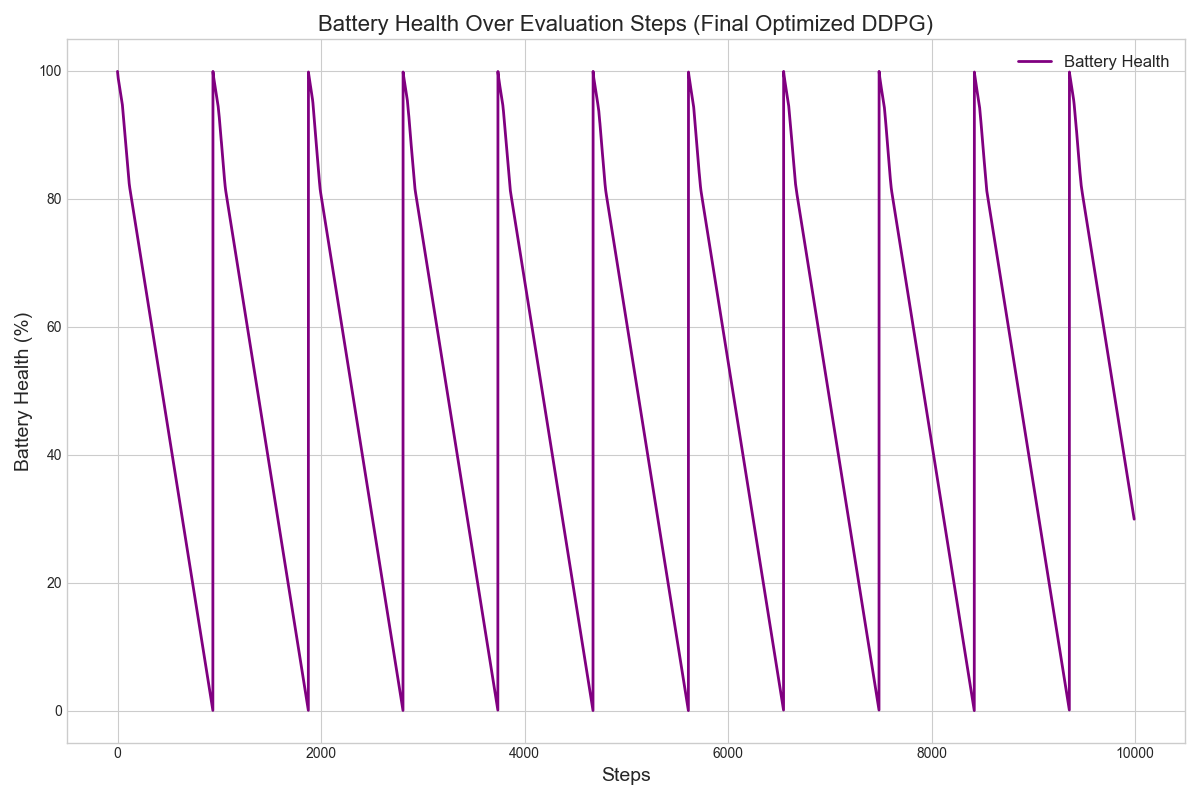 Battery Health Over Evaluation Steps (Final Optimized DDPG)
Battery Health
100
80
60
40
20
0
Battery Health (%)
0 2000 4000 6000 8000 10000
Steps